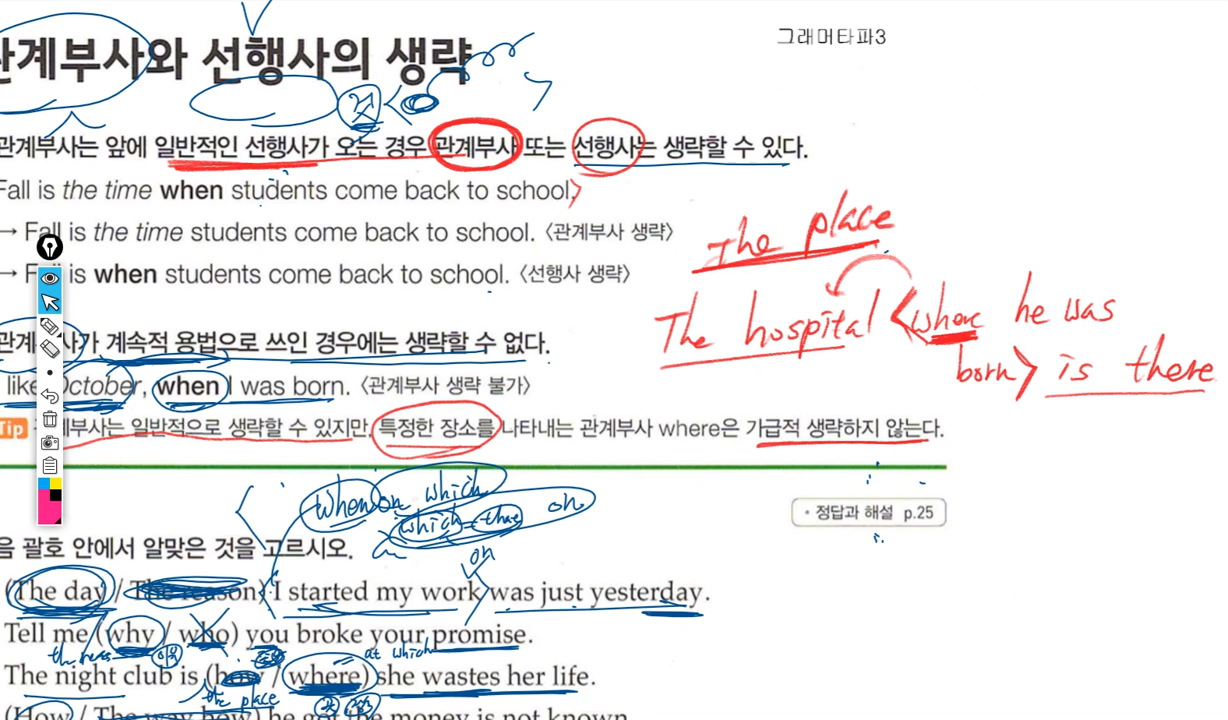 그래머타파3
관계부사와 선행사의 생략
관계부사는 앞에 일반적인 선행사가 오는 경우 관계부사 또는 선행사는 생략할 수 있다.
Fall is the time when students come back to school.
→ Fall is the time students come back to school. 〈관계부사 생략〉
→ Fall is when students come back to school. 〈선행사 생략〉
The place
The hospital <where he was
born> is there
관계부사가 계속적 용법으로 쓰인 경우에는 생략할 수 없다.
like October, when I was born. 〈관계부사 생략 불가〉
Tip 부사는 일반적으로 생략할 수 있지만, 특정한 장소를 나타내는 관계부사 where은 가급적 생략하지 않는다.
when on which
which = that on
• 정답과 해설 p.25
음 괄호 안에서 알맞은 것을 고르시오.
on
(The day / The reason) I started my work was just yesterday.
Tell me (why / who) you broke your promise.
at which
The night club is (how / where) she wastes her life.
the place
(How / The way how) he got the money is not known.